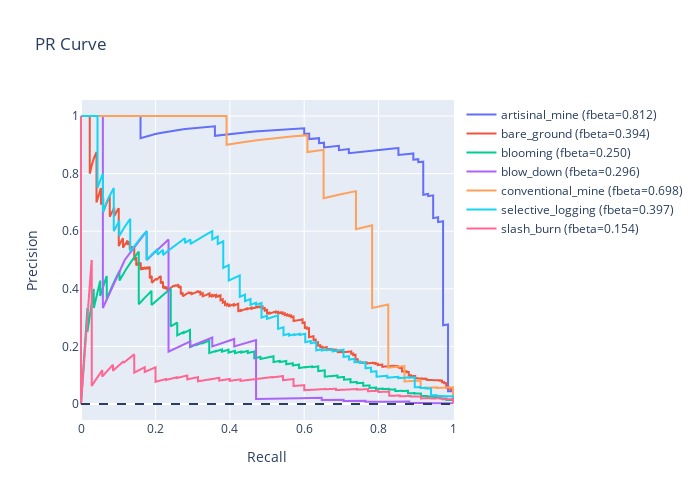 PR Curve
artisinal_mine (fbeta=0.812)
bare_ground (fbeta=0.394)
blooming (fbeta=0.250)
blow_down (fbeta=0.296)
conventional_mine (fbeta=0.698)
selective_logging (fbeta=0.397)
slash_burn (fbeta=0.154)
Precision
1
0.8
0.6
0.4
0.2
0
0 0.2 0.4 0.6 0.8 1
Recall